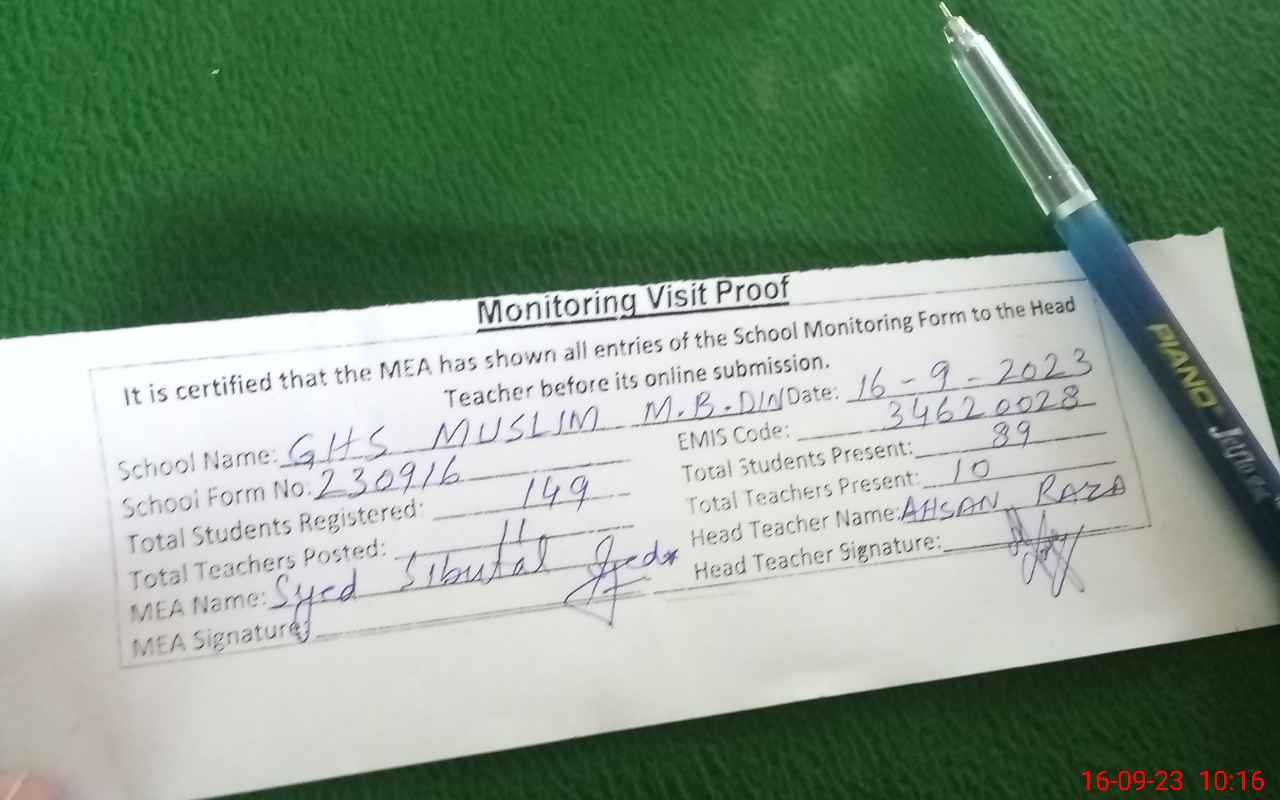 Monitoring Visit Proof
It is certified that the MEA has shown all entries of the School Monitoring Form to the Head
Teacher before its online submission.
School Name: GHS MUSLIM M.B.DIN Date: 16-9-2023
School Form No: 230916 EMIS Code: 34620028
Total Students Registered: 149 Total Students Present: 89
Total Teachers Posted: 11 Total Teachers Present: 10
MEA Name: Syed Head Teacher Name: AHSAN RAZA
MEA Signature: Head Teacher Signature:
PIANO
16-09-23 10:16